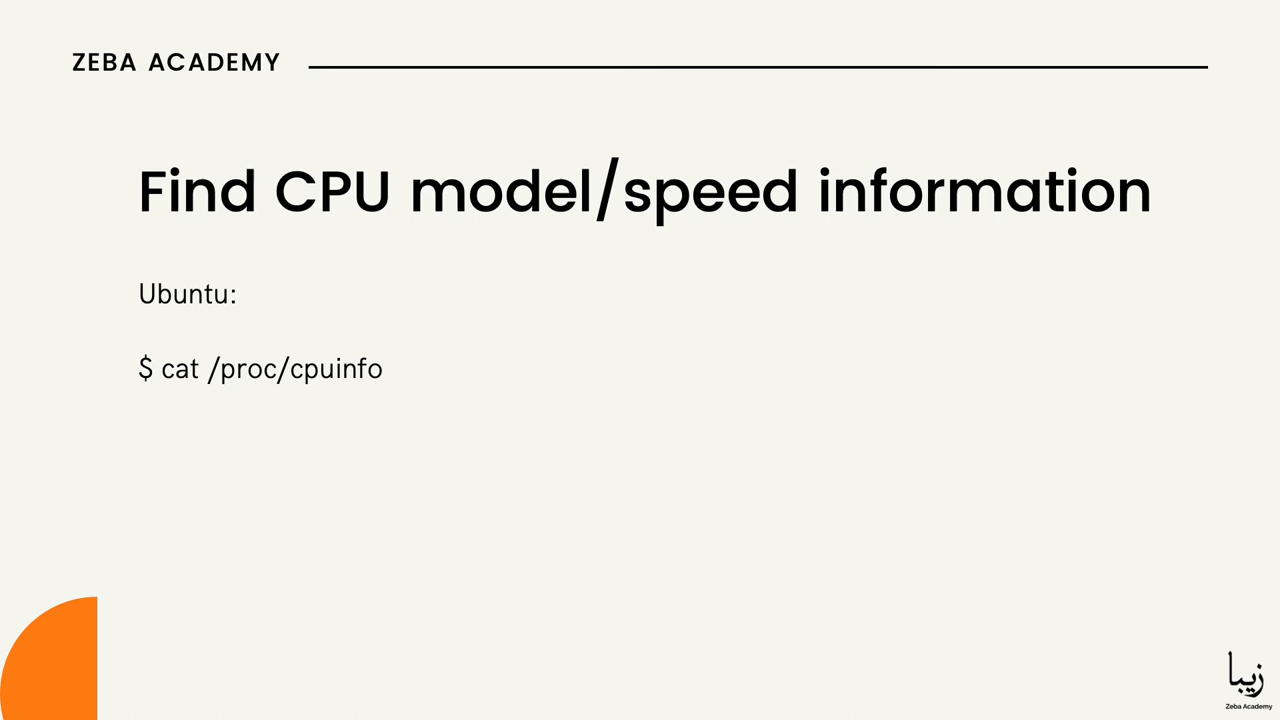 ZEBA ACADEMY
Find CPU model/speed information
Ubuntu:
$ cat /proc/cpuinfo
زيبا
Zeba Academy